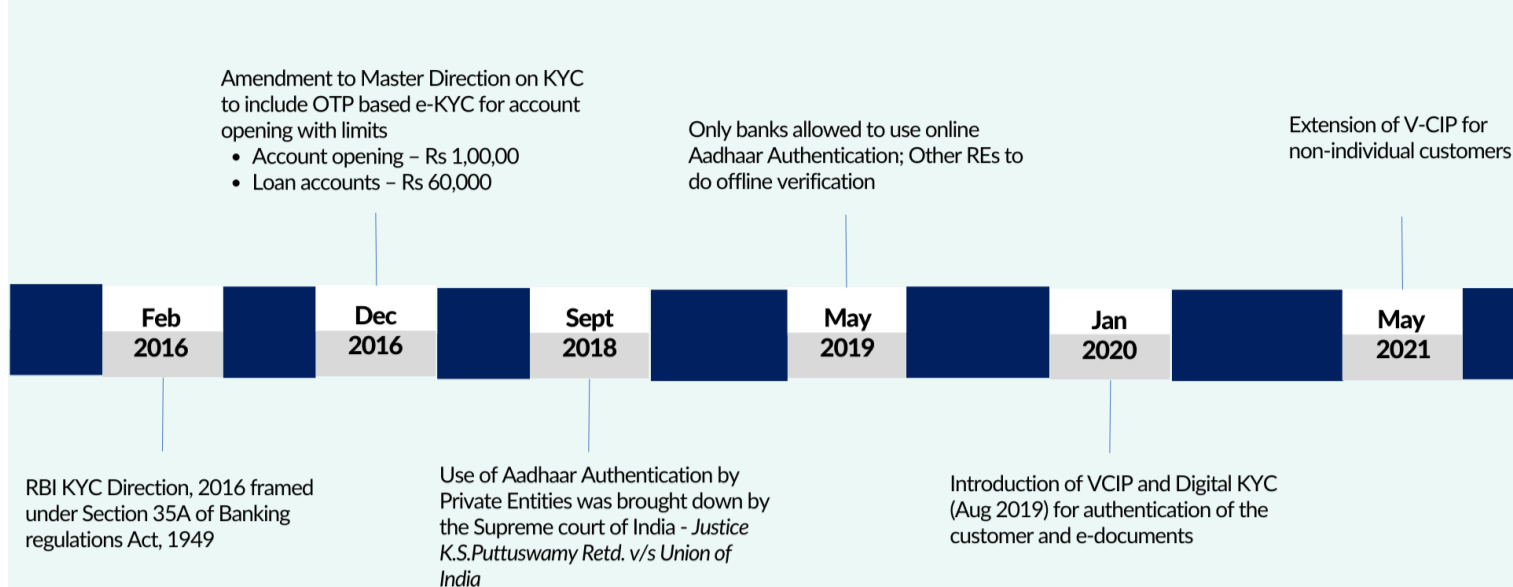 Amendment to Master Direction on KYC
to include OTP based e-KYC for account
opening with limits
• Account opening – Rs 1,00,00
• Loan accounts – Rs 60,000
Only banks allowed to use online
Aadhaar Authentication; Other REs to
do offline verification
Extension of V-CIP for
non-individual customers
Feb
2016
Dec
2016
Sept
2018
May
2019
Jan
2020
May
2021
RBI KYC Direction, 2016 framed
under Section 35A of Banking
regulations Act, 1949
Use of Aadhaar Authentication by
Private Entities was brought down by
the Supreme court of India - Justice
K.S.Puttuswamy Retd. v/s Union of
India
Introduction of VCIP and Digital KYC
(Aug 2019) for authentication of the
customer and e-documents